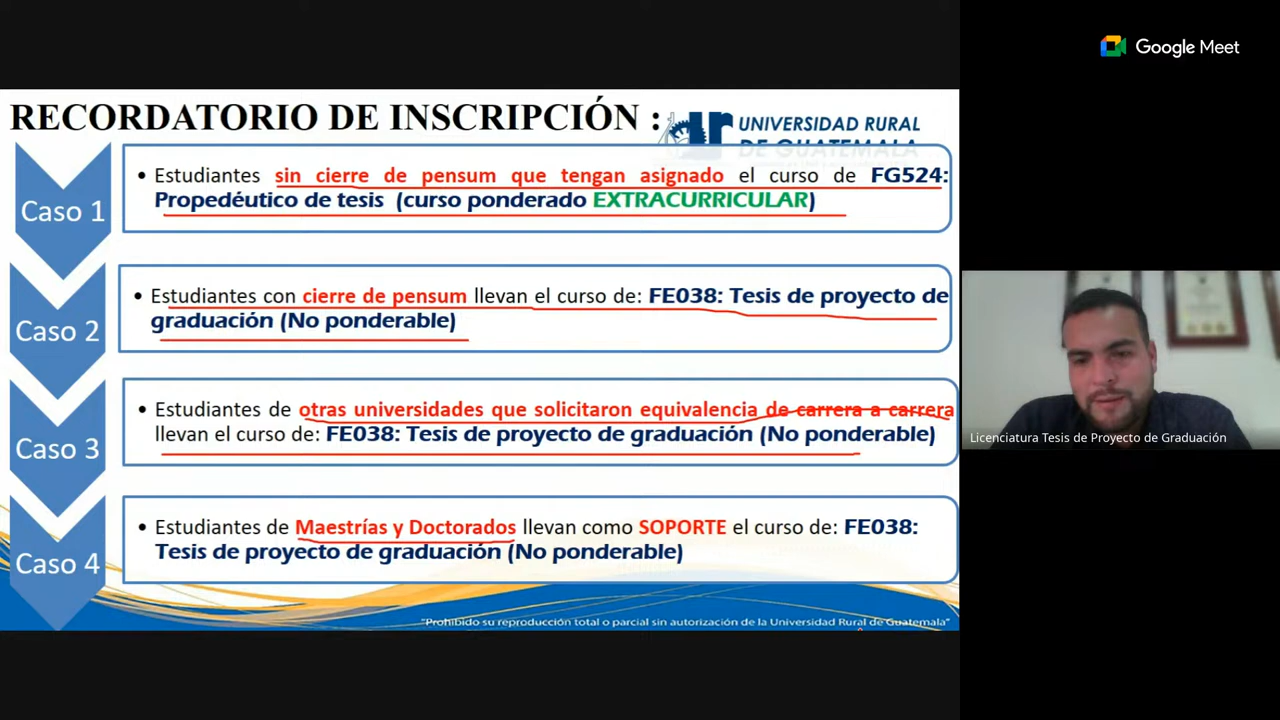 Google Meet
RECORDATORIO DE INSCRIPCIÓN :
UNIVERSIDAD RURAL
DE GUATEMALA
Caso 1
• Estudiantes sin cierre de pensum que tengan asignado el curso de FG524:
Propedéutico de tesis (curso ponderado EXTRACURRICULAR)
Caso 2
• Estudiantes con cierre de pensum llevan el curso de: FE038: Tesis de proyecto de
graduación (No ponderable)
Caso 3
• Estudiantes de otras universidades que solicitaron equivalencia de carrera a carrera
llevan el curso de: FE038: Tesis de proyecto de graduación (No ponderable)
Caso 4
• Estudiantes de Maestrías y Doctorados llevan como SOPORTE el curso de: FE038:
Tesis de proyecto de graduación (No ponderable)
"Prohibido su reproducción total o parcial sin autorización de la Universidad Rural de Guatemala"
Licenciatura Tesis de Proyecto de Graduación